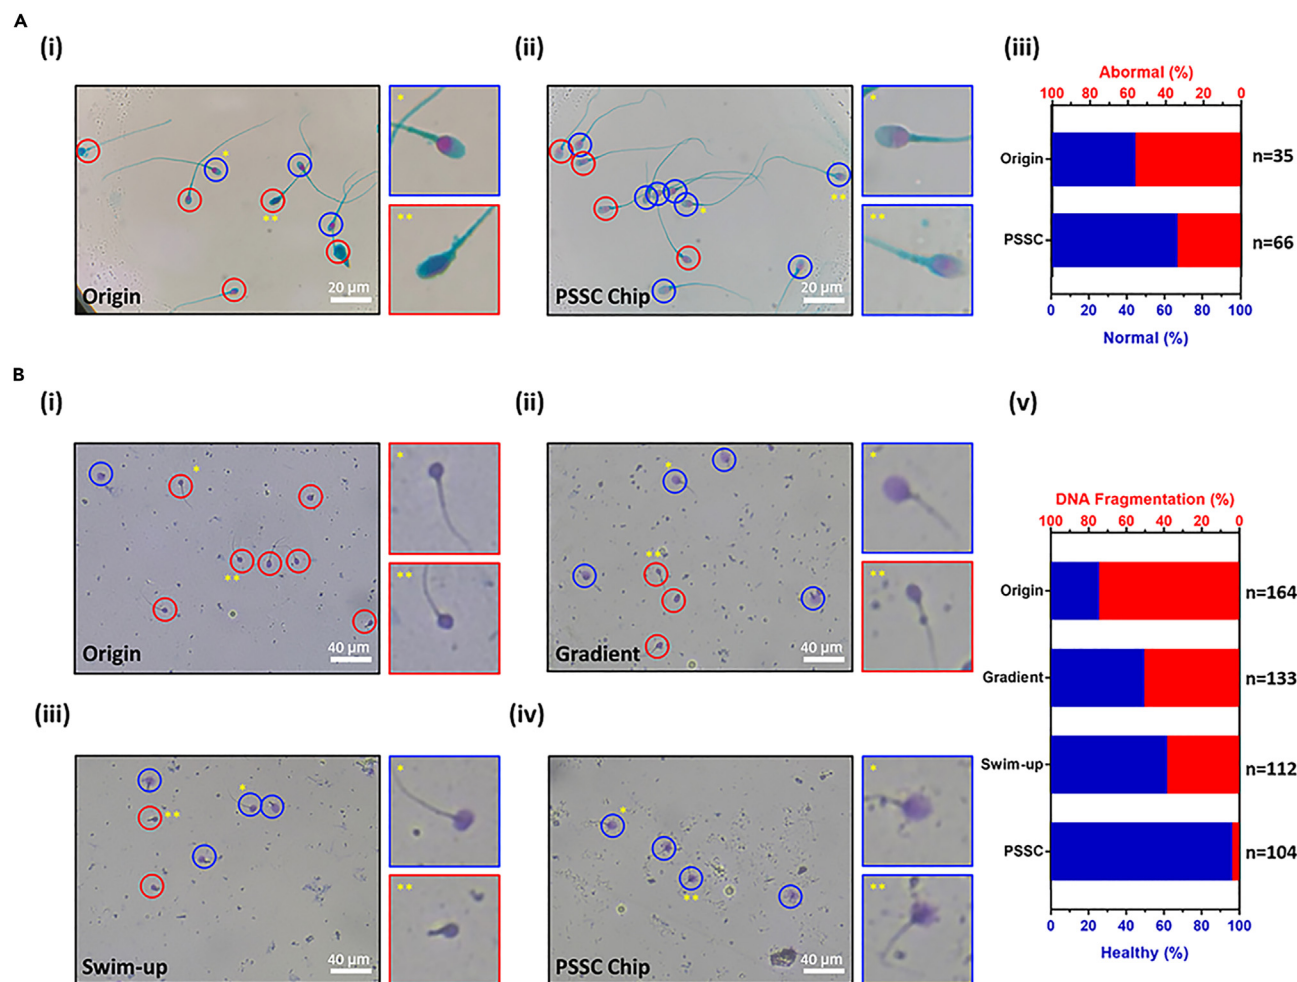 A
(i)
(ii)
(iii)
*
**
*
**
Origin
20 µm
*
**
*
**
PSSC Chip
20 µm
Abormal (%)
100 80 60 40 20 0
Origin
n=35
PSSC
n=66
0 20 40 60 80 100
Normal (%)
B
(i)
(ii)
(v)
*
**
*
**
Origin
40 µm
*
**
*
**
Gradient
40 µm
(iii)
(iv)
*
**
*
**
Swim-up
40 µm
*
**
*
**
PSSC Chip
40 µm
DNA Fragmentation (%)
100 80 60 40 20 0
Origin
n=164
Gradient
n=133
Swim-up
n=112
PSSC
n=104
0 20 40 60 80 100
Healthy (%)